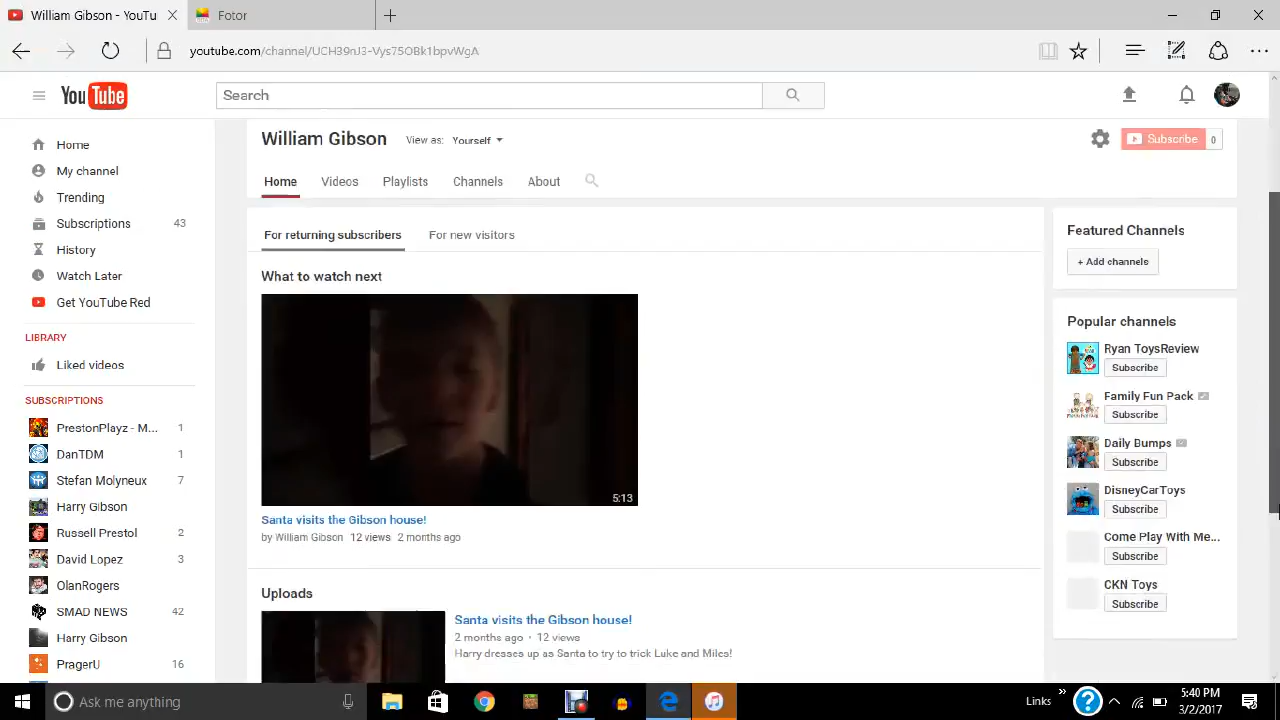 William Gibson - YouTu
Fotor
youtube.com/channel/UCH39nJ3-Vys75OBk1bpvWgA
YouTube
Search
Home
My channel
Trending
Subscriptions 43
History
Watch Later
Get YouTube Red
LIBRARY
Liked videos
SUBSCRIPTIONS
PrestonPlayz - M... 1
DanTDM 1
Stefan Molyneux 7
Harry Gibson
Russell Prestol 2
David Lopez 3
OlanRogers
SMAD NEWS 42
Harry Gibson
PragerU 16
William Gibson View as: Yourself
Subscribe 0
Home Videos Playlists Channels About
For returning subscribers For new visitors
What to watch next
5:13
Santa visits the Gibson house!
by William Gibson 12 views 2 months ago
Uploads
Santa visits the Gibson house!
2 months ago · 12 views
Harry dresses up as Santa to try to trick Luke and Miles!
Featured Channels
+ Add channels
Popular channels
Ryan ToysReview
Subscribe
Family Fun Pack
Subscribe
Daily Bumps
Subscribe
DisneyCarToys
Subscribe
Come Play With Me...
Subscribe
CKN Toys
Subscribe
Ask me anything
Links
5:40 PM
3/2/2017